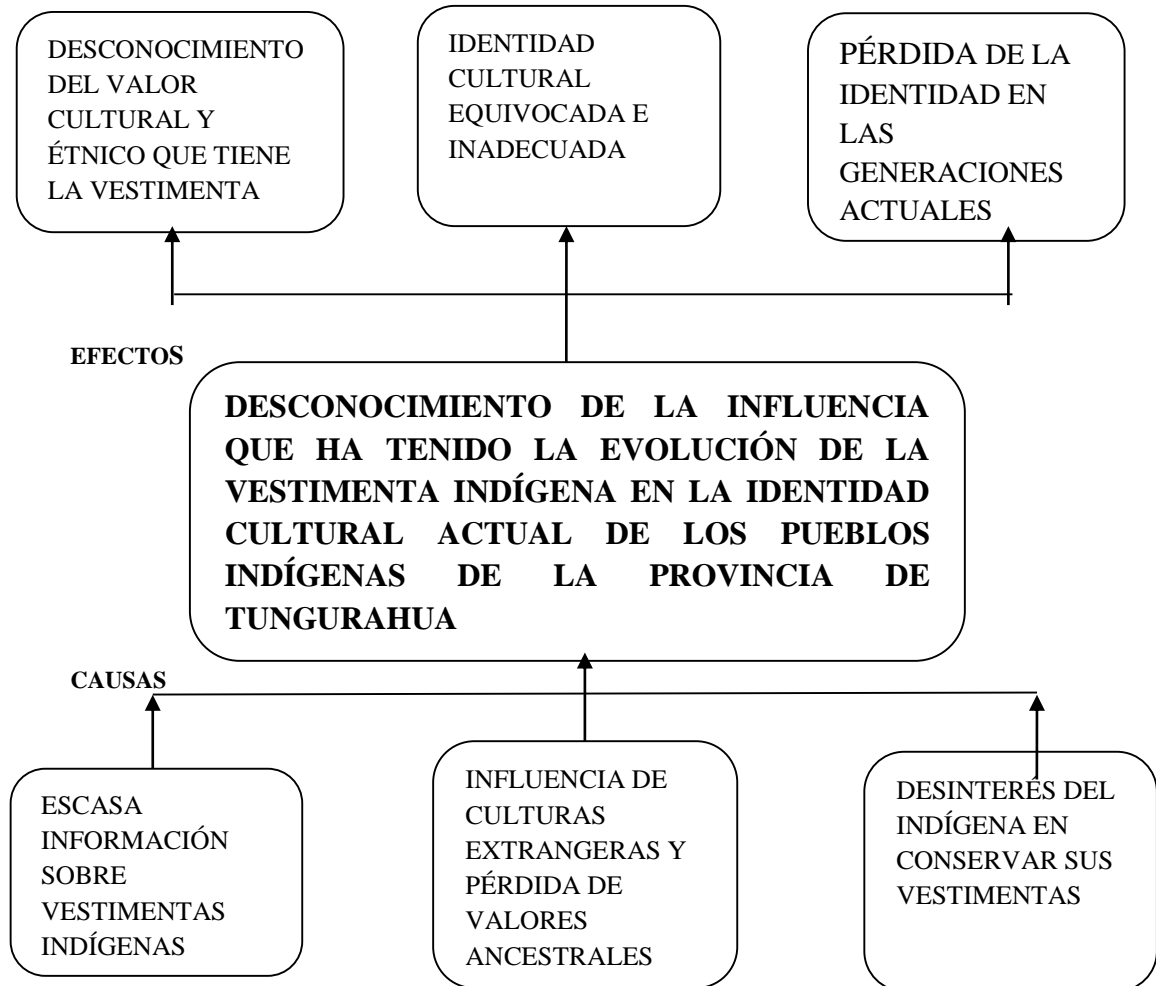 DESCONOCIMIENTO
DEL VALOR
CULTURAL Y
ÉTNICO QUE TIENE
LA VESTIMENTA
IDENTIDAD
CULTURAL
EQUIVOCADA E
INADECUADA
PÉRDIDA DE LA
IDENTIDAD EN
LAS
GENERACIONES
ACTUALES
EFECTOS
DESCONOCIMIENTO DE LA INFLUENCIA
QUE HA TENIDO LA EVOLUCIÓN DE LA
VESTIMENTA INDÍGENA EN LA IDENTIDAD
CULTURAL ACTUAL DE LOS PUEBLOS
INDÍGENAS DE LA PROVINCIA DE
TUNGURAHUA
CAUSAS
ESCASA
INFORMACIÓN
SOBRE
VESTIMENTAS
INDÍGENAS
INFLUENCIA DE
CULTURAS
EXTRANGERAS Y
PÉRDIDA DE
VALORES
ANCESTRALES
DESINTERÉS DEL
INDÍGENA EN
CONSERVAR SUS
VESTIMENTAS